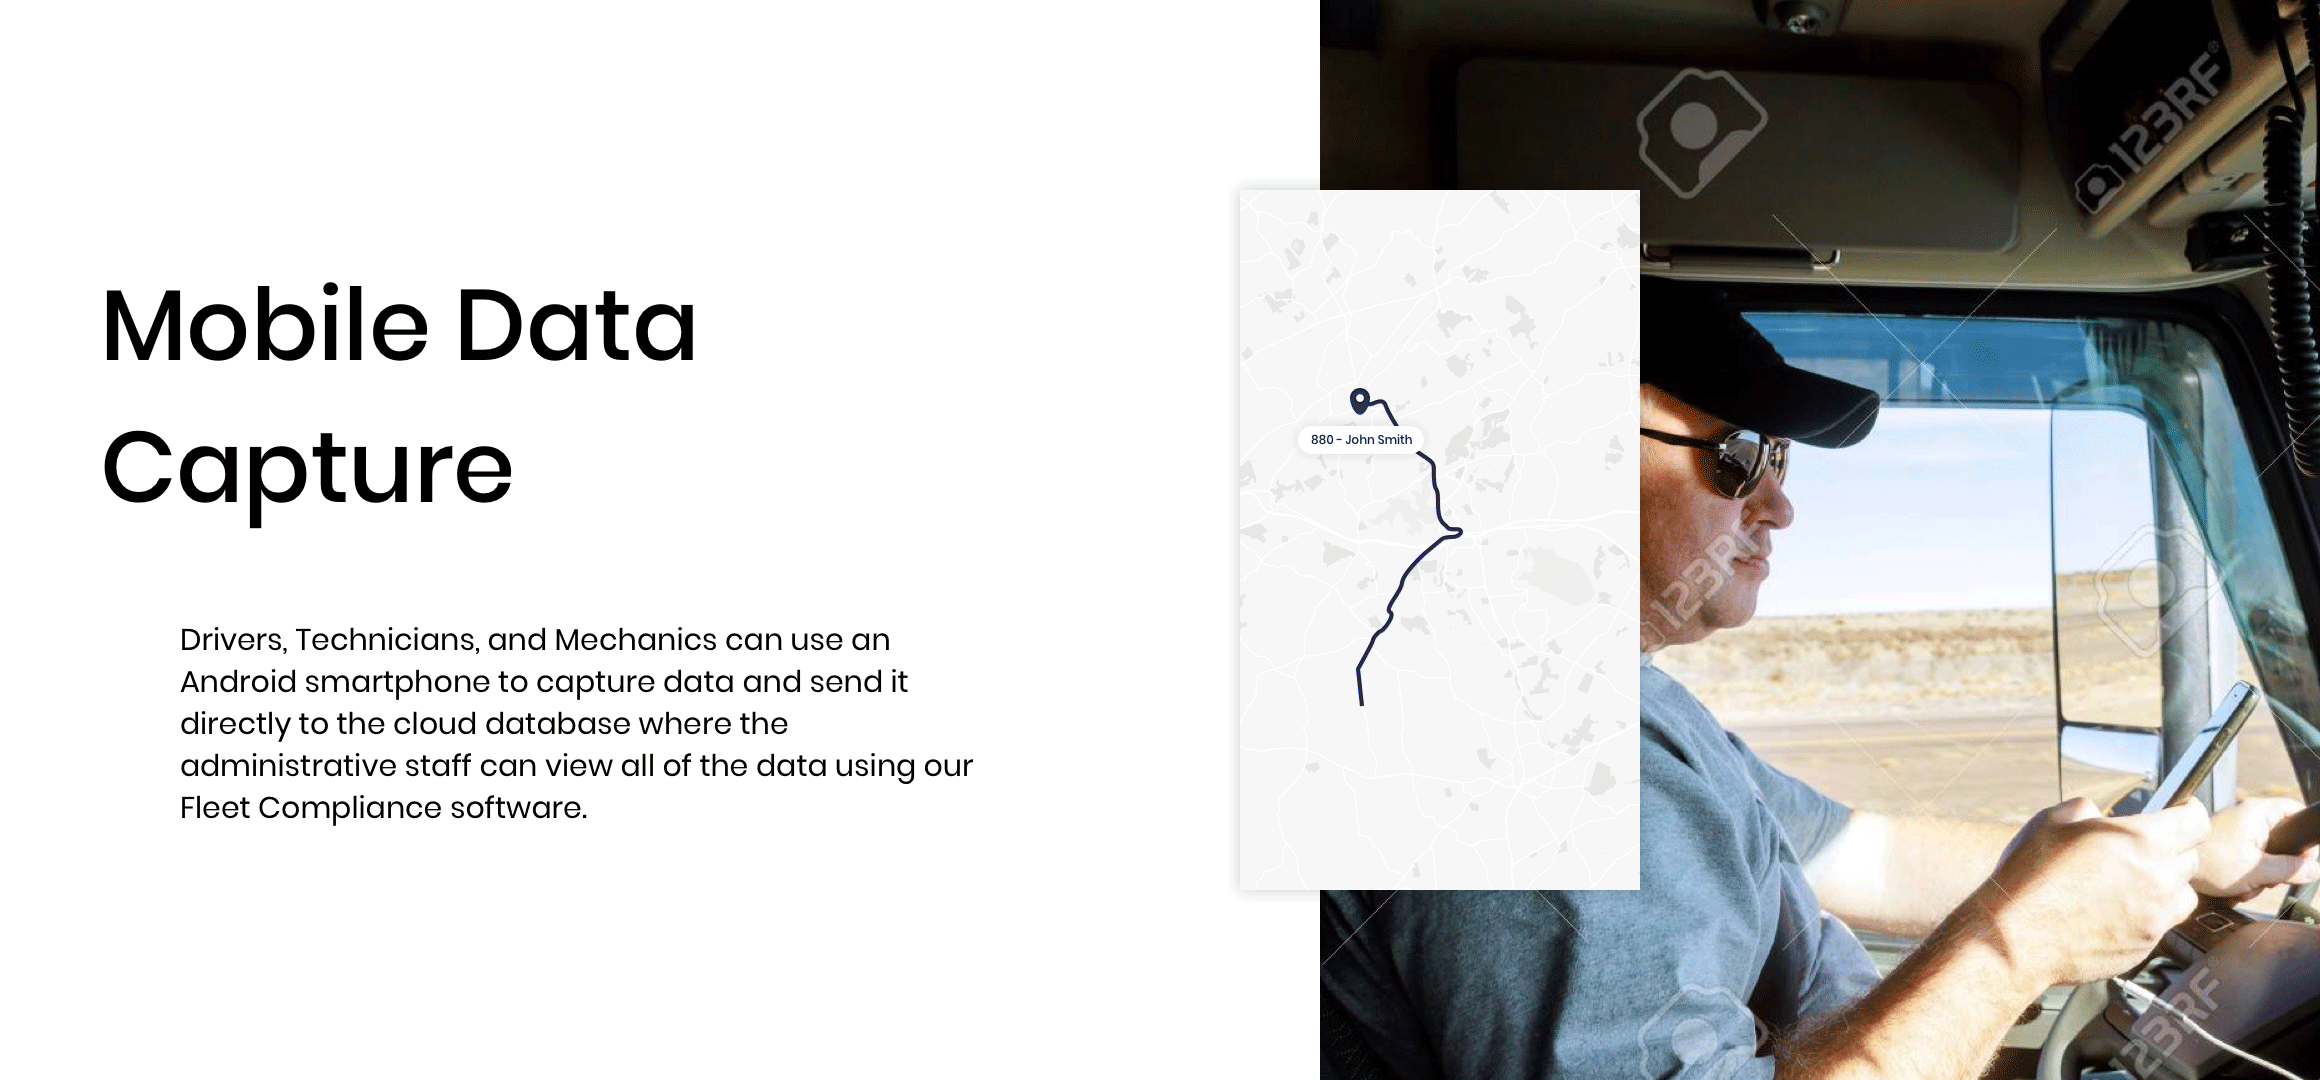 Mobile Data
Capture
Drivers, Technicians, and Mechanics can use an
Android smartphone to capture data and send it
directly to the cloud database where the
administrative staff can view all of the data using our
Fleet Compliance software.
880 - John Smith
123RF®
123RF
123RF